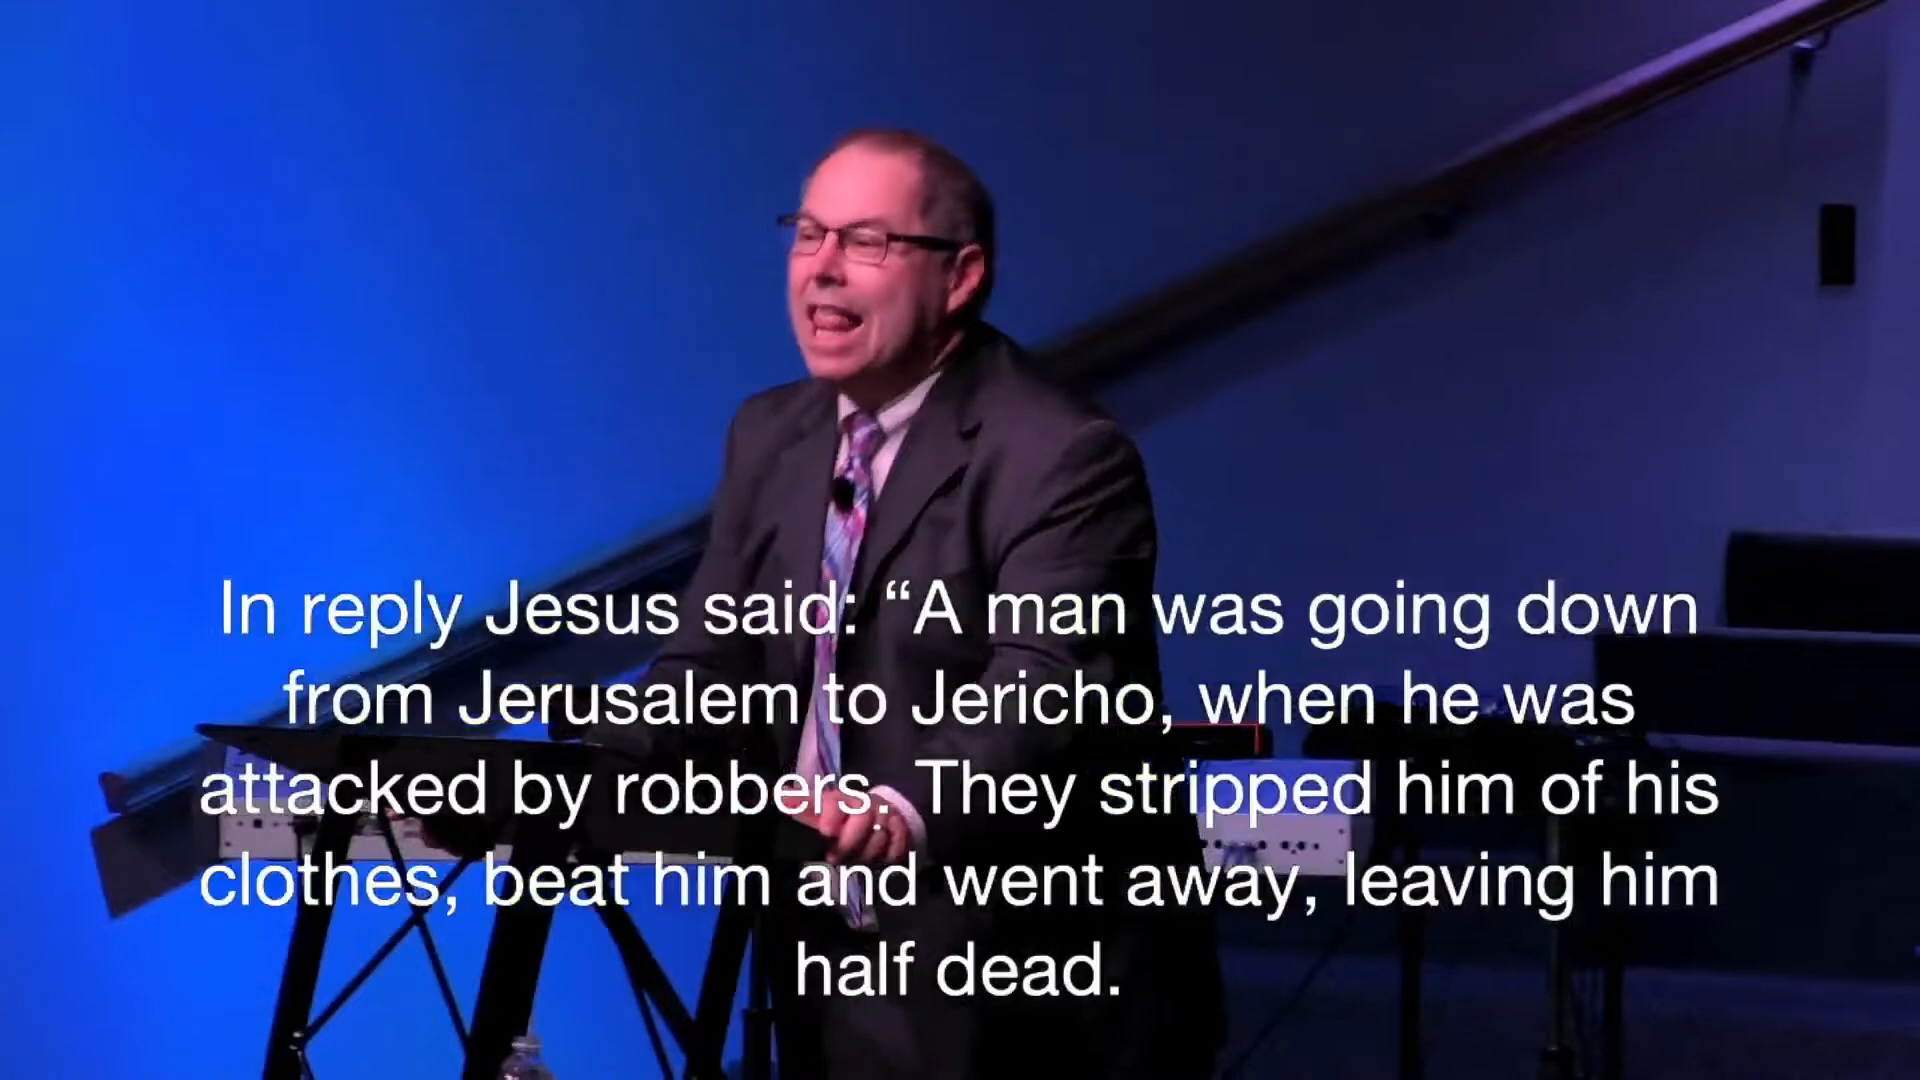 In reply Jesus said: “A man was going down
from Jerusalem to Jericho, when he was
attacked by robbers. They stripped him of his
clothes, beat him and went away, leaving him
half dead.